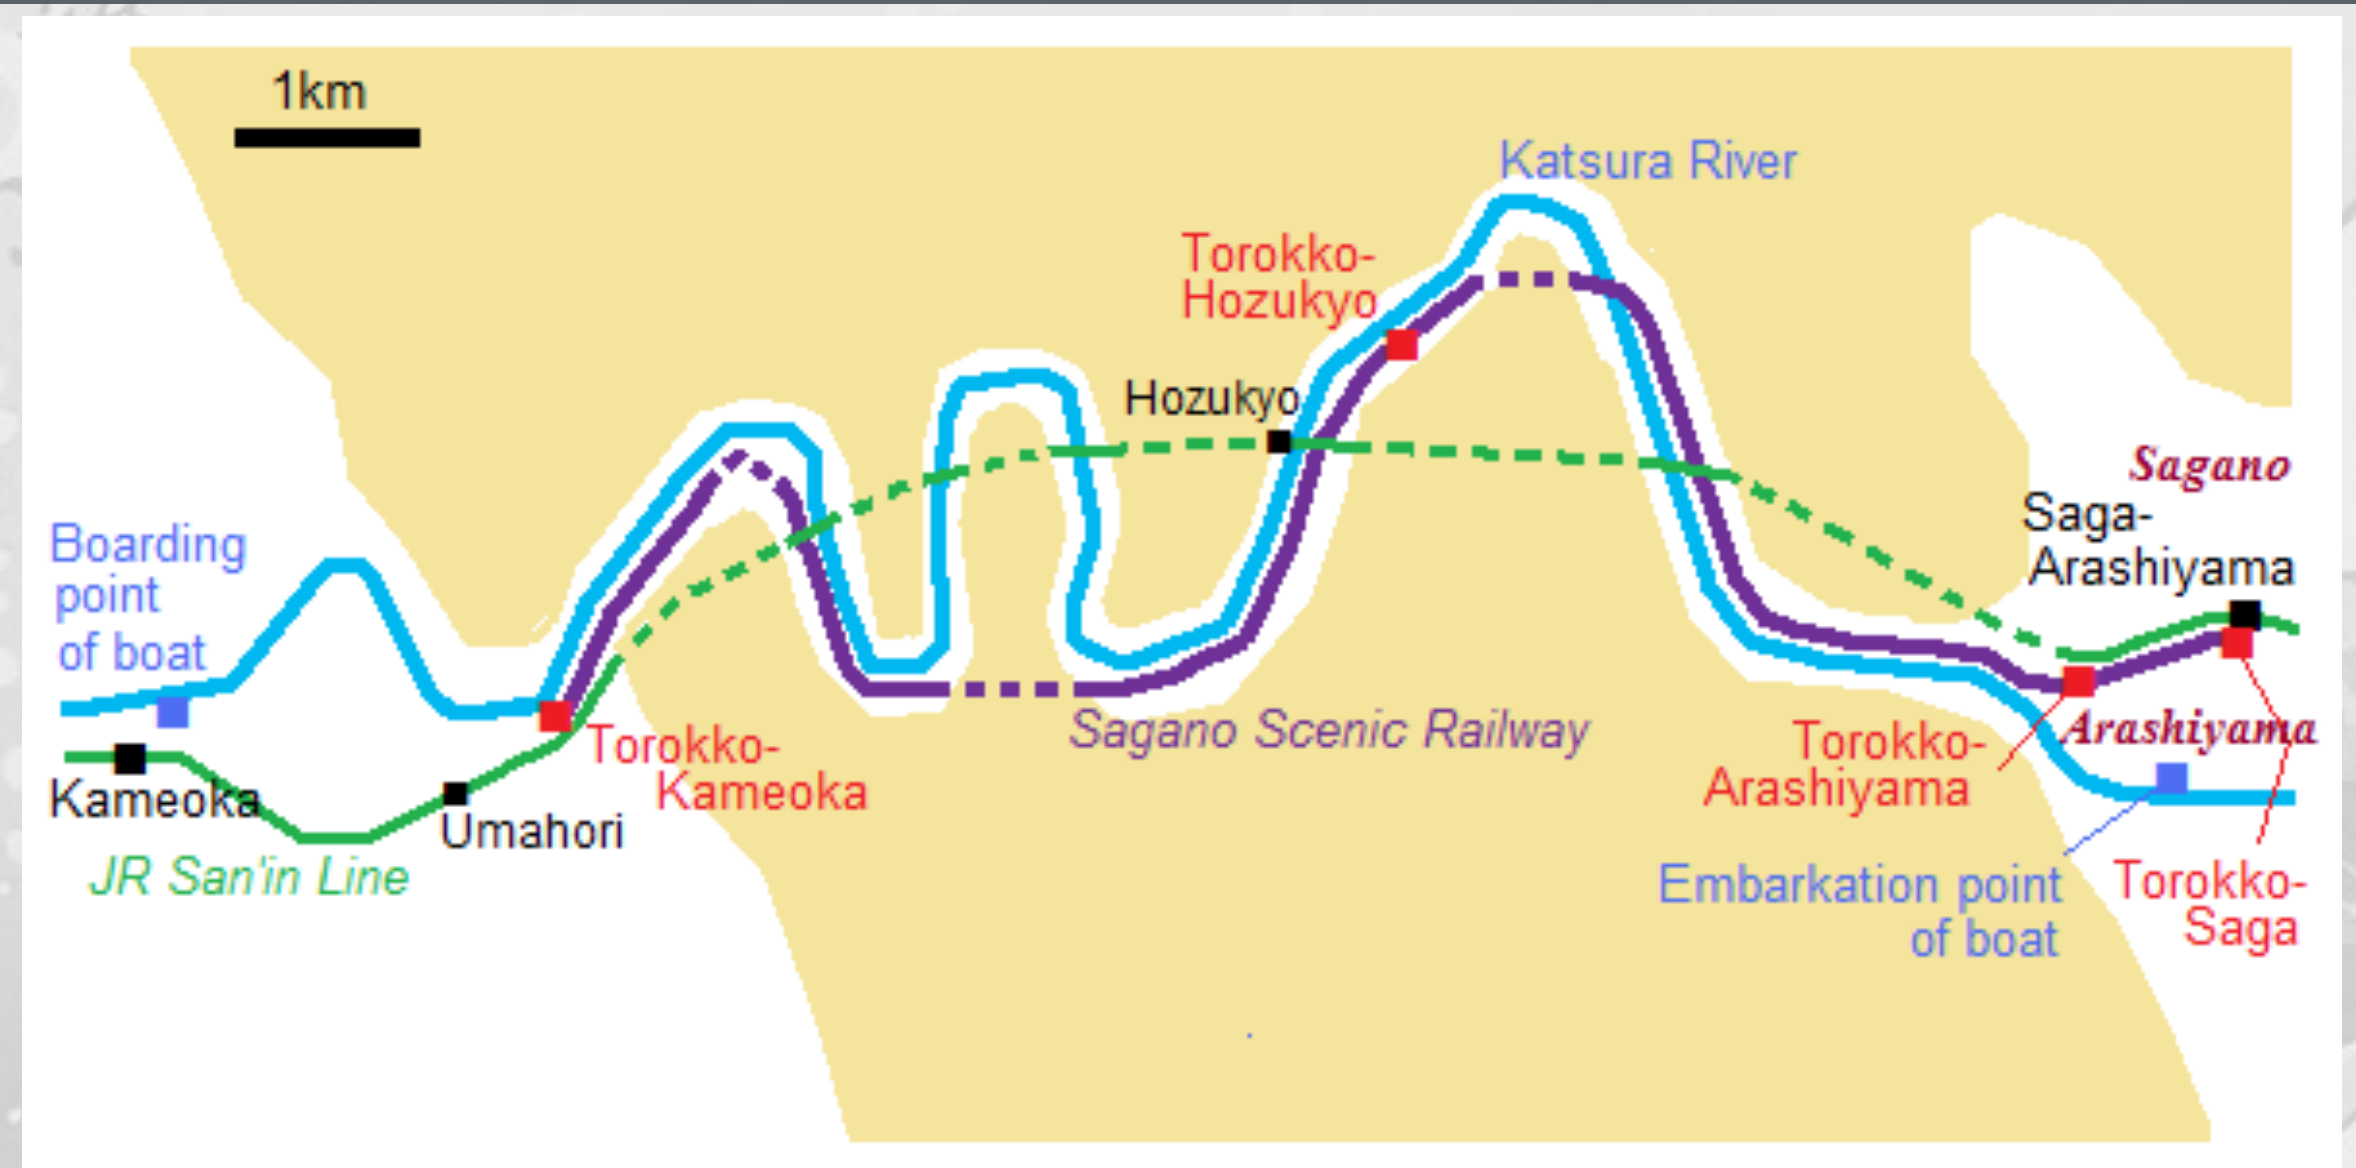 1km
Katsura River
Torokko-
Hozukyo
Hozukyo
Sagano
Saga-
Arashiyama
Boarding
point
of boat
Sagano Scenic Railway
Arashiyama
Torokko-
Kameoka
Torokko-
Arashiyama
Kameoka
Umahori
JR San'in Line
Embarkation point
of boat
Torokko-
Saga